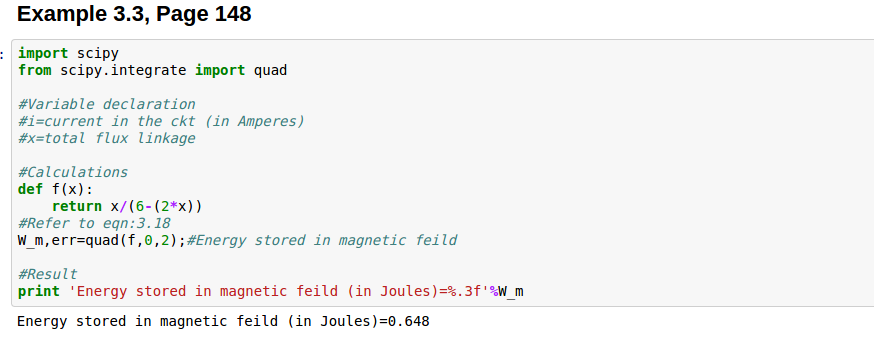 Example 3.3, Page 148
:
import scipy
from scipy.integrate import quad
#Variable declaration
#i=current in the ckt (in Amperes)
#x=total flux linkage
#Calculations
def f(x):
    return x/(6-(2*x))
#Refer to eqn:3.18
W_m,err=quad(f,0,2);#Energy stored in magnetic feild
#Result
print 'Energy stored in magnetic feild (in Joules)=%.3f'%W_m
Energy stored in magnetic feild (in Joules)=0.648